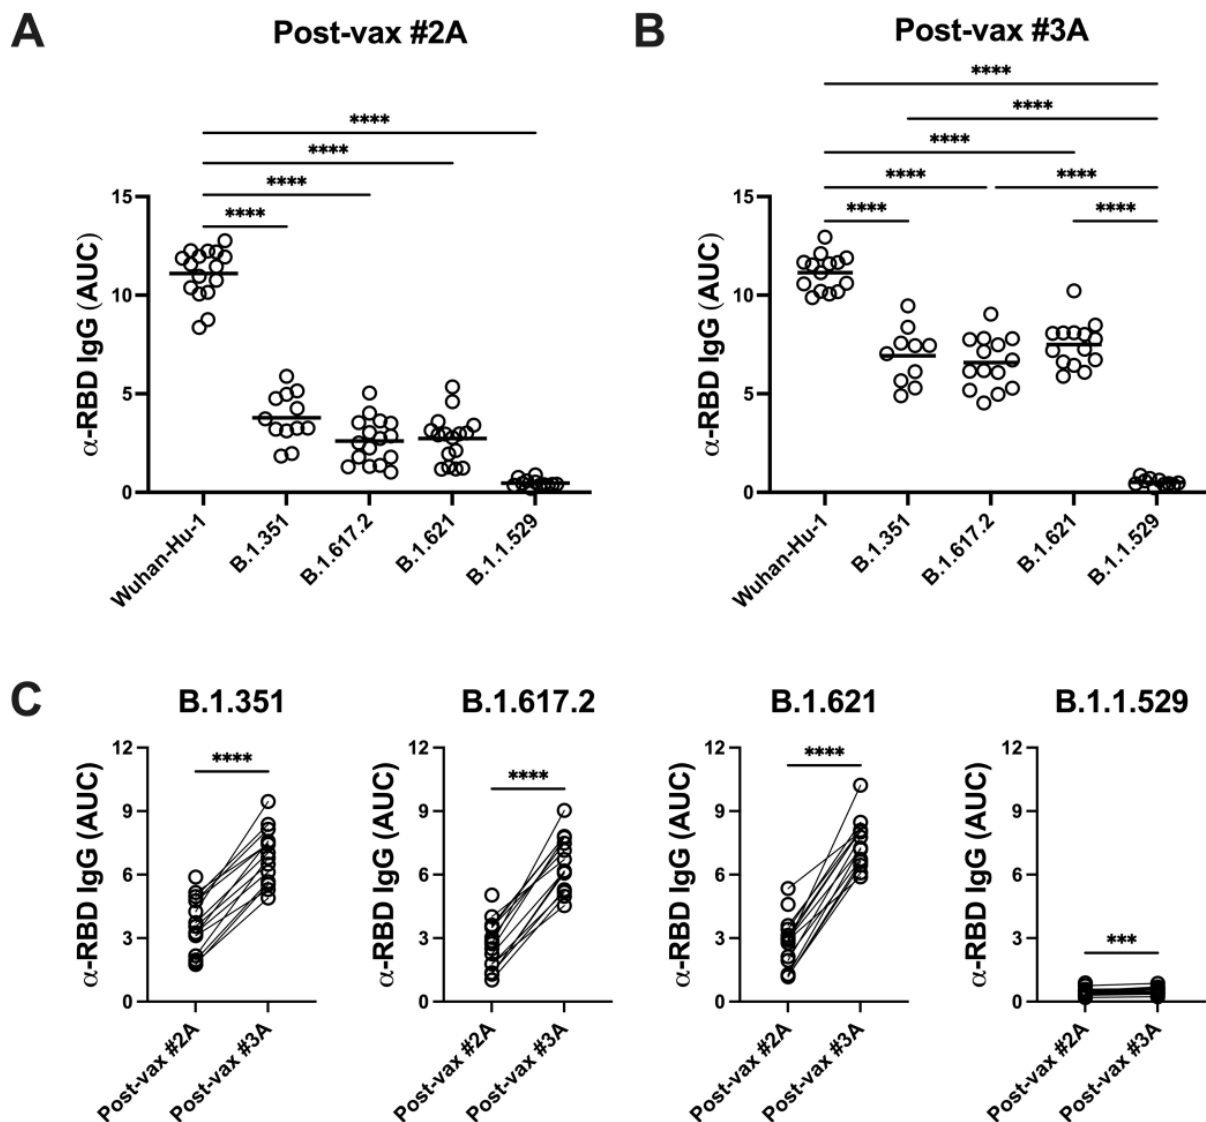 A
Post-vax #2A
****
****
****
****
α-RBD IgG (AUC)
15
10
5
0
Wuhan-Hu-1
B.1.351
B.1.617.2
B.1.621
B.1.1.529
B
Post-vax #3A
****
****
****
****
****
****
****
α-RBD IgG (AUC)
15
10
5
0
Wuhan-Hu-1
B.1.351
B.1.617.2
B.1.621
B.1.1.529
C
B.1.351
****
α-RBD IgG (AUC)
12
9
6
3
0
Post-vax #2A
Post-vax #3A
B.1.617.2
****
α-RBD IgG (AUC)
12
9
6
3
0
Post-vax #2A
Post-vax #3A
B.1.621
****
α-RBD IgG (AUC)
12
9
6
3
0
Post-vax #2A
Post-vax #3A
B.1.1.529
***
α-RBD IgG (AUC)
12
9
6
3
0
Post-vax #2A
Post-vax #3A